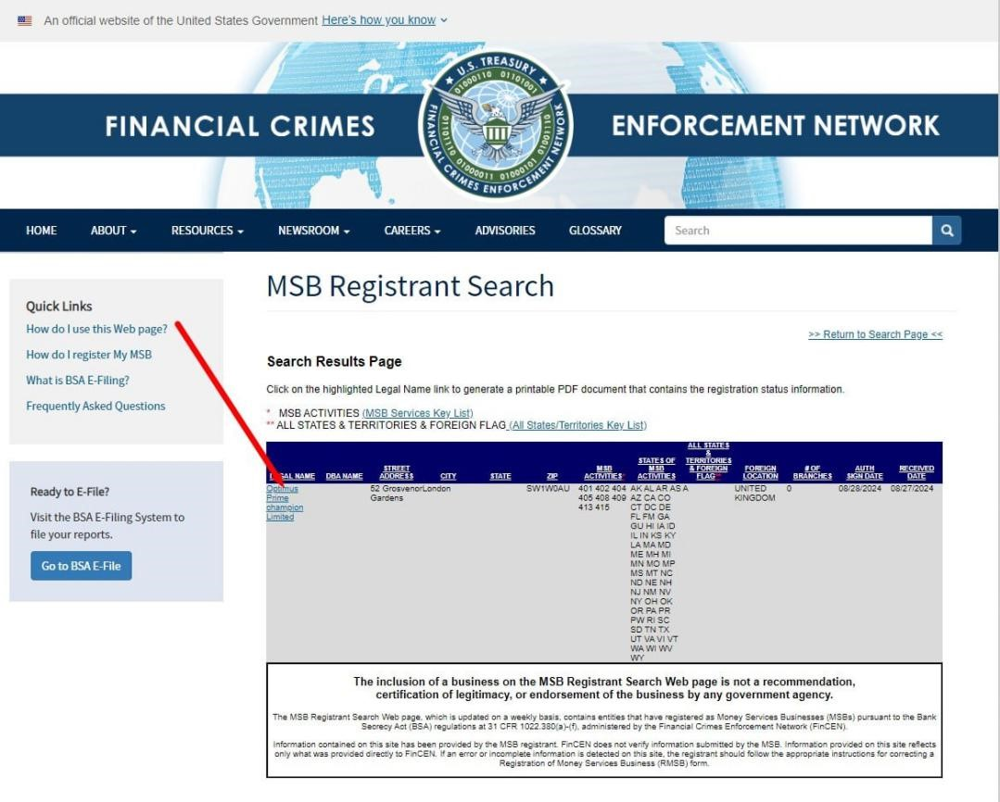 An official website of the United States Government Here's how you know
FINANCIAL CRIMES ENFORCEMENT NETWORK
U.S. TREASURY
FINANCIAL CRIMES ENFORCEMENT NETWORK
HOME ABOUT RESOURCES NEWSROOM CAREERS ADVISORIES GLOSSARY Search
Quick Links
How do I use this Web page?
How do I register My MSB
What is BSA E-Filing?
Frequently Asked Questions
Ready to E-File?
Visit the BSA E-Filing System to
file your reports.
Go to BSA E-File
MSB Registrant Search
>> Return to Search Page <<
Search Results Page
Click on the highlighted Legal Name link to generate a printable PDF document that contains the registration status information.
* MSB ACTIVITIES (MSB Services Key List)
** ALL STATES & TERRITORIES & FOREIGN FLAG (All States/Territories Key List)
LEGAL NAME DBA NAME STREET ADDRESS CITY STATE ZIP MSB ACTIVITIES* STATES OF MSB ACTIVITIES ALL STATES & TERRITORIES & FOREIGN FLAG** FOREIGN LOCATION # OF BRANCHES AUTH SIGN DATE RECEIVED DATE
Optimus 52 Grosvenor London SW1W0AU 401 402 404 AK AL AR AS A UNITED 0 08/28/2024 08/27/2024
Prime Gardens 405 408 409 AZ CA CO KINGDOM
champion 413 415 CT DC DE
Limited FL FM GA
GU HI IA ID
IL IN KS KY
LA MA MD
ME MH MI
MN MO MP
MS MT NC
ND NE NH
NJ NM NV
NY OH OK
OR PA PR
PW RI SC
SD TN TX
UT VA VI VT
WA WI WV
WY
The inclusion of a business on the MSB Registrant Search Web page is not a recommendation,
certification of legitimacy, or endorsement of the business by any government agency.
The MSB Registrant Search Web page, which is updated on a weekly basis, contains entities that have registered as Money Services Businesses (MSBs) pursuant to the Bank
Secrecy Act (BSA) regulations at 31 CFR 1022.380(a)-(f), administered by the Financial Crimes Enforcement Network (FinCEN).
Information contained on this site has been provided by the MSB registrant. FinCEN does not verify information submitted by the MSB. Information provided on this site reflects
only what was provided directly to FinCEN. If an error or incomplete information is detected on this site, the registrant should follow the appropriate instructions for correcting a
Registration of Money Services Business (RMSB) form.